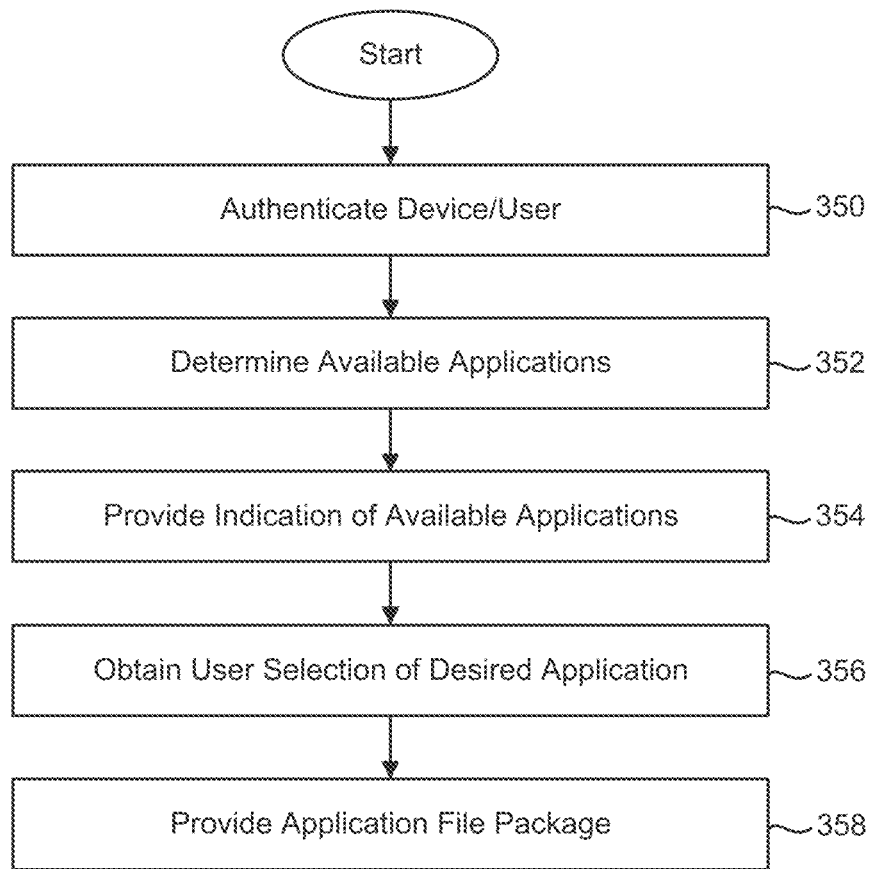 Start
Authenticate Device/User
350
Determine Available Applications
352
Provide Indication of Available Applications
354
Obtain User Selection of Desired Application
356
Provide Application File Package
358